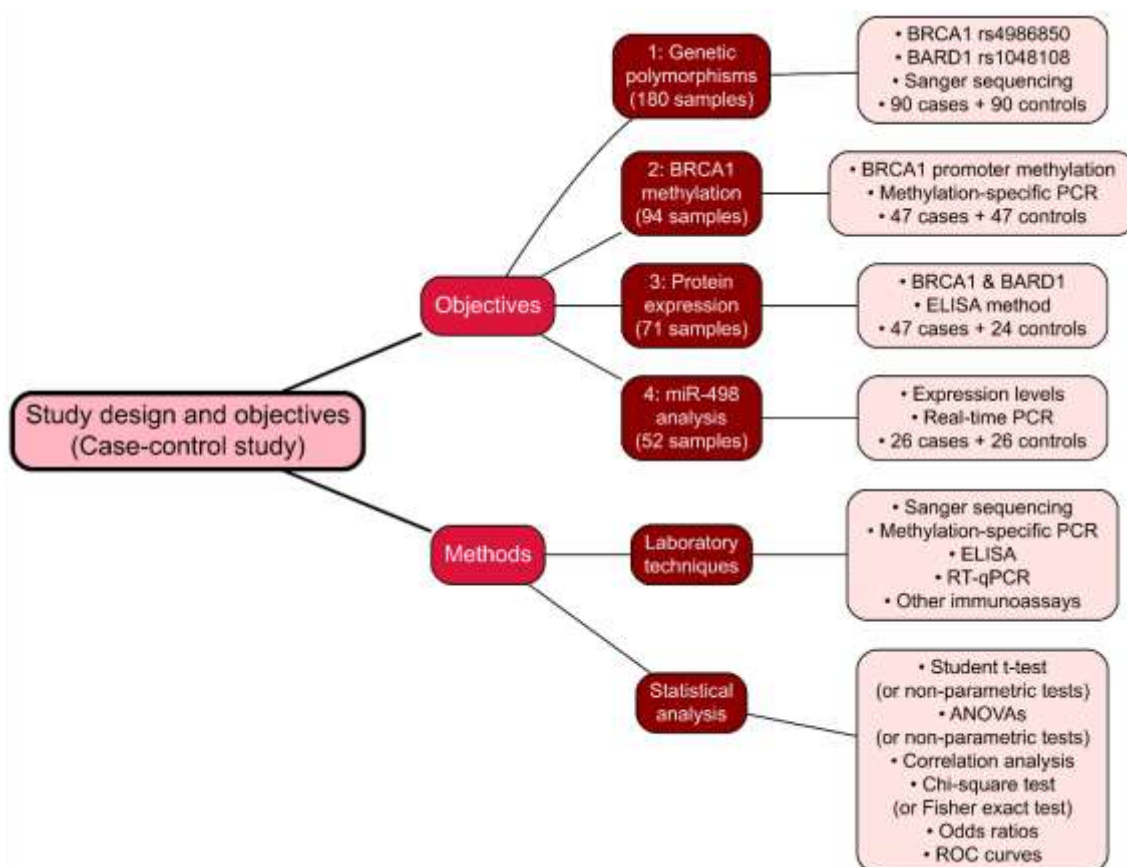 Study design and objectives
(Case-control study)
Objectives
1: Genetic
polymorphisms
(180 samples)
• BRCA1 rs4986850
• BARD1 rs1048108
• Sanger sequencing
• 90 cases + 90 controls
2: BRCA1
methylation
(94 samples)
• BRCA1 promoter methylation
• Methylation-specific PCR
• 47 cases + 47 controls
3: Protein
expression
(71 samples)
• BRCA1 & BARD1
• ELISA method
• 47 cases + 24 controls
4: miR-498
analysis
(52 samples)
• Expression levels
• Real-time PCR
• 26 cases + 26 controls
Methods
Laboratory
techniques
• Sanger sequencing
• Methylation-specific PCR
• ELISA
• RT-qPCR
• Other immunoassays
Statistical
analysis
• Student t-test
(or non-parametric tests)
• ANOVAs
(or non-parametric tests)
• Correlation analysis
• Chi-square test
(or Fisher exact test)
• Odds ratios
• ROC curves